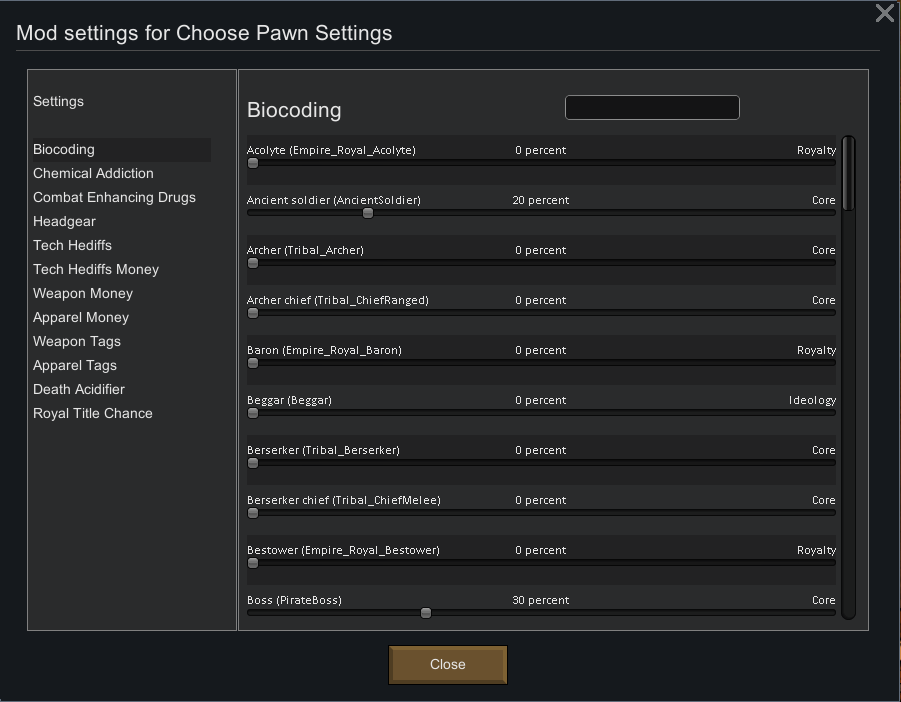 Mod settings for Choose Pawn Settings
Settings
Biocoding
Chemical Addiction
Combat Enhancing Drugs
Headgear
Tech Hediffs
Tech Hediffs Money
Weapon Money
Apparel Money
Weapon Tags
Apparel Tags
Death Acidifier
Royal Title Chance
Biocoding
Acolyte (Empire_Royal_Acolyte) 0 percent Royalty
Ancient soldier (AncientSoldier) 20 percent Core
Archer (Tribal_Archer) 0 percent Core
Archer chief (Tribal_ChiefRanged) 0 percent Core
Baron (Empire_Royal_Baron) 0 percent Royalty
Beggar (Beggar) 0 percent Ideology
Berserker (Tribal_Berserker) 0 percent Core
Berserker chief (Tribal_ChiefMelee) 0 percent Core
Bestower (Empire_Royal_Bestower) 0 percent Royalty
Boss (PirateBoss) 30 percent Core
Close